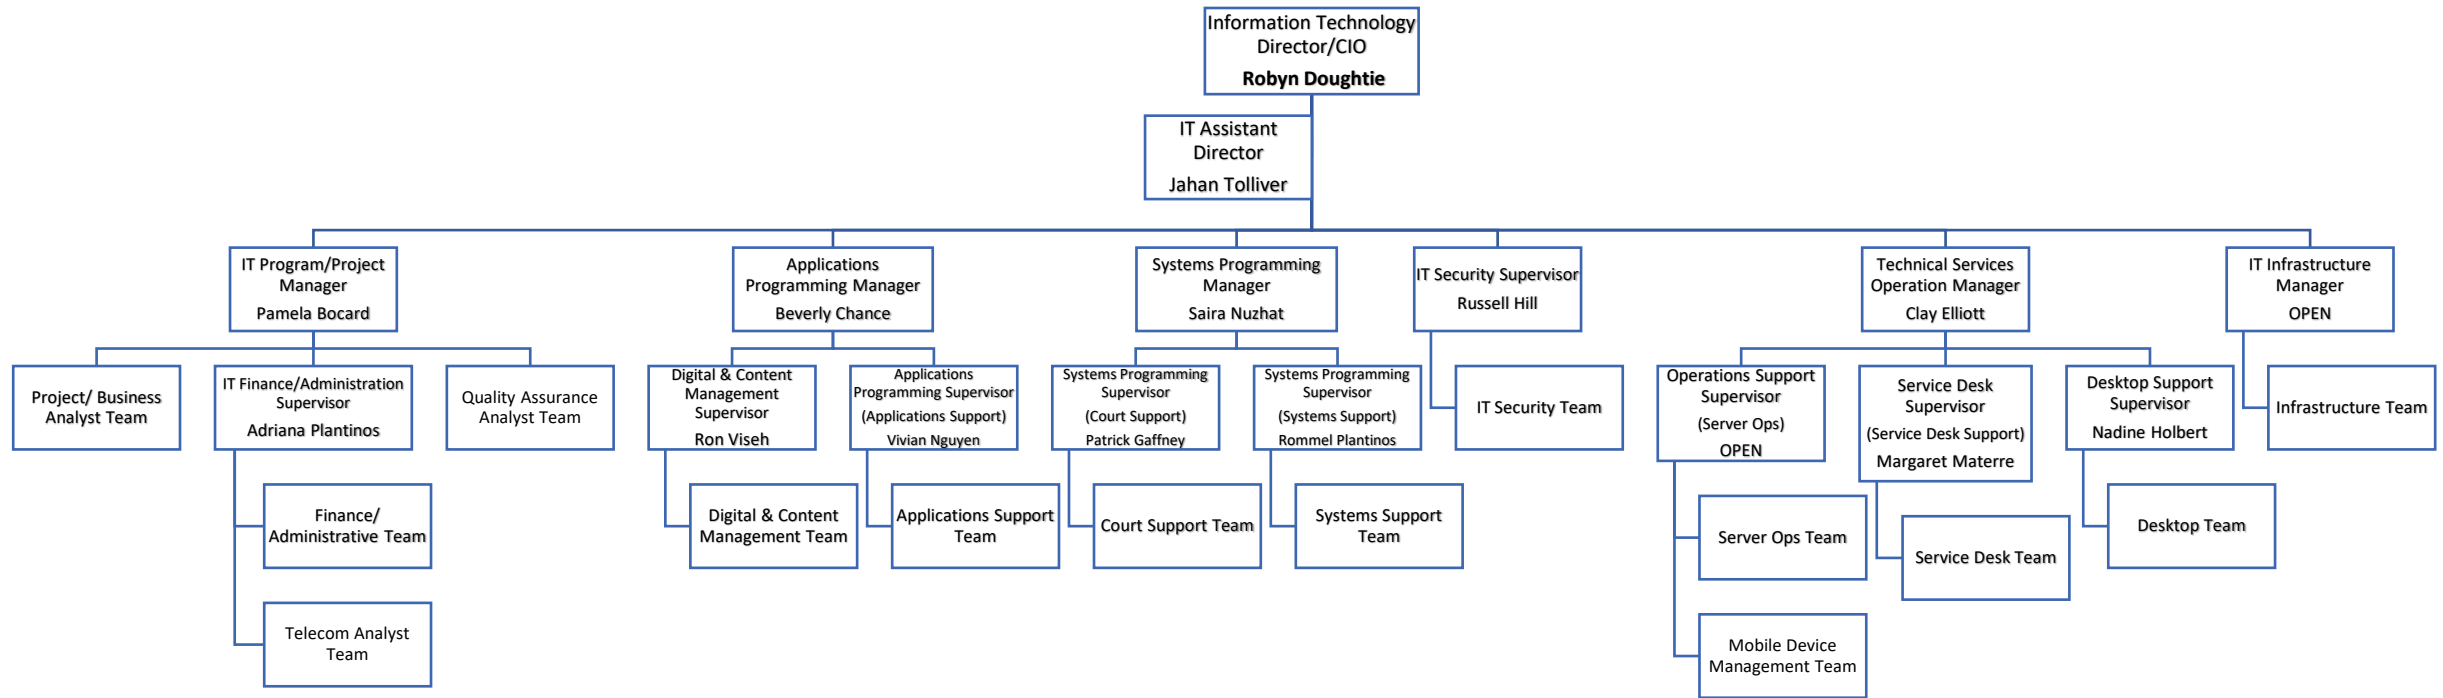 Information Technology
Director/CIO
Robyn Doughtie
IT Assistant
Director
Jahan Tolliver
IT Program/Project
Manager
Pamela Bocard
Applications
Programming Manager
Beverly Chance
Systems Programming
Manager
Saira Nuzhat
IT Security Supervisor
Russell Hill
Technical Services
Operation Manager
Clay Elliott
IT Infrastructure
Manager
OPEN
Project/ Business
Analyst Team
IT Finance/Administration
Supervisor
Adriana Plantinos
Quality Assurance
Analyst Team
Digital & Content
Management
Supervisor
Ron Viseh
Applications
Programming Supervisor
(Applications Support)
Vivian Nguyen
Systems Programming
Supervisor
(Court Support)
Patrick Gaffney
Systems Programming
Supervisor
(Systems Support)
Rommel Plantinos
IT Security Team
Operations Support
Supervisor
(Server Ops)
OPEN
Service Desk
Supervisor
(Service Desk Support)
Margaret Materre
Desktop Support
Supervisor
Nadine Holbert
Infrastructure Team
Finance/
Administrative Team
Digital & Content
Management Team
Applications Support
Team
Court Support Team
Systems Support
Team
Server Ops Team
Service Desk Team
Desktop Team
Telecom Analyst
Team
Mobile Device
Management Team